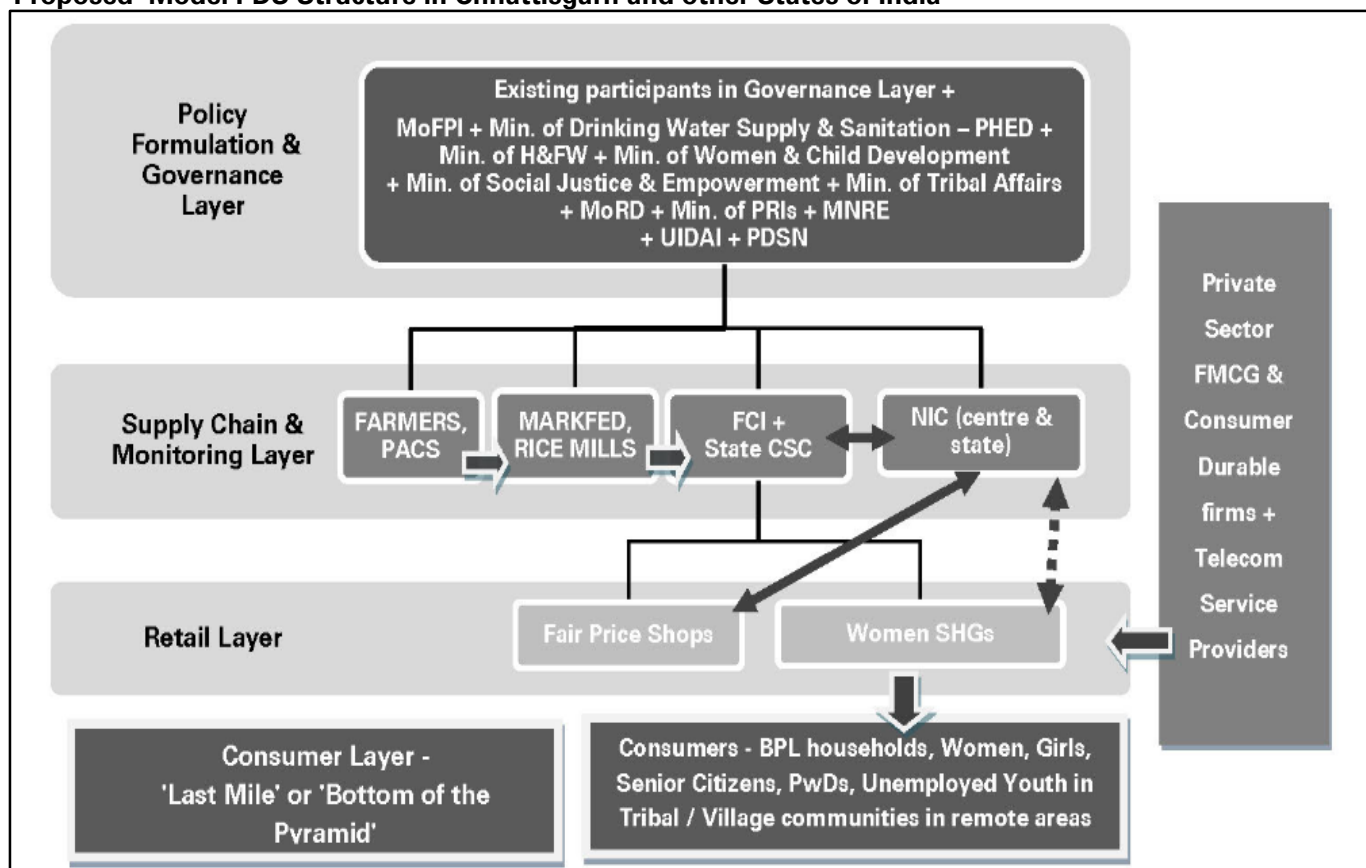 Proposed 'Model PDS' Structure in Chhattisgarh and other States of India
Policy
Formulation &
Governance
Layer
Existing participants in Governance Layer +
MoFPI + Min. of Drinking Water Supply & Sanitation – PHED +
Min. of H&FW + Min. of Women & Child Development
+ Min. of Social Justice & Empowerment + Min. of Tribal Affairs
+ MoRD + Min. of PRIs + MNRE
+ UIDAI + PDSN
Supply Chain &
Monitoring Layer
FARMERS,
PACS
MARKFED,
RICE MILLS
FCI +
State CSC
NIC (centre &
state)
Retail Layer
Fair Price Shops
Women SHGs
Private
Sector
FMCG &
Consumer
Durable
firms +
Telecom
Service
Providers
Consumer Layer -
'Last Mile' or 'Bottom of the
Pyramid'
Consumers - BPL households, Women, Girls,
Senior Citizens, PwDs, Unemployed Youth in
Tribal / Village communities in remote areas